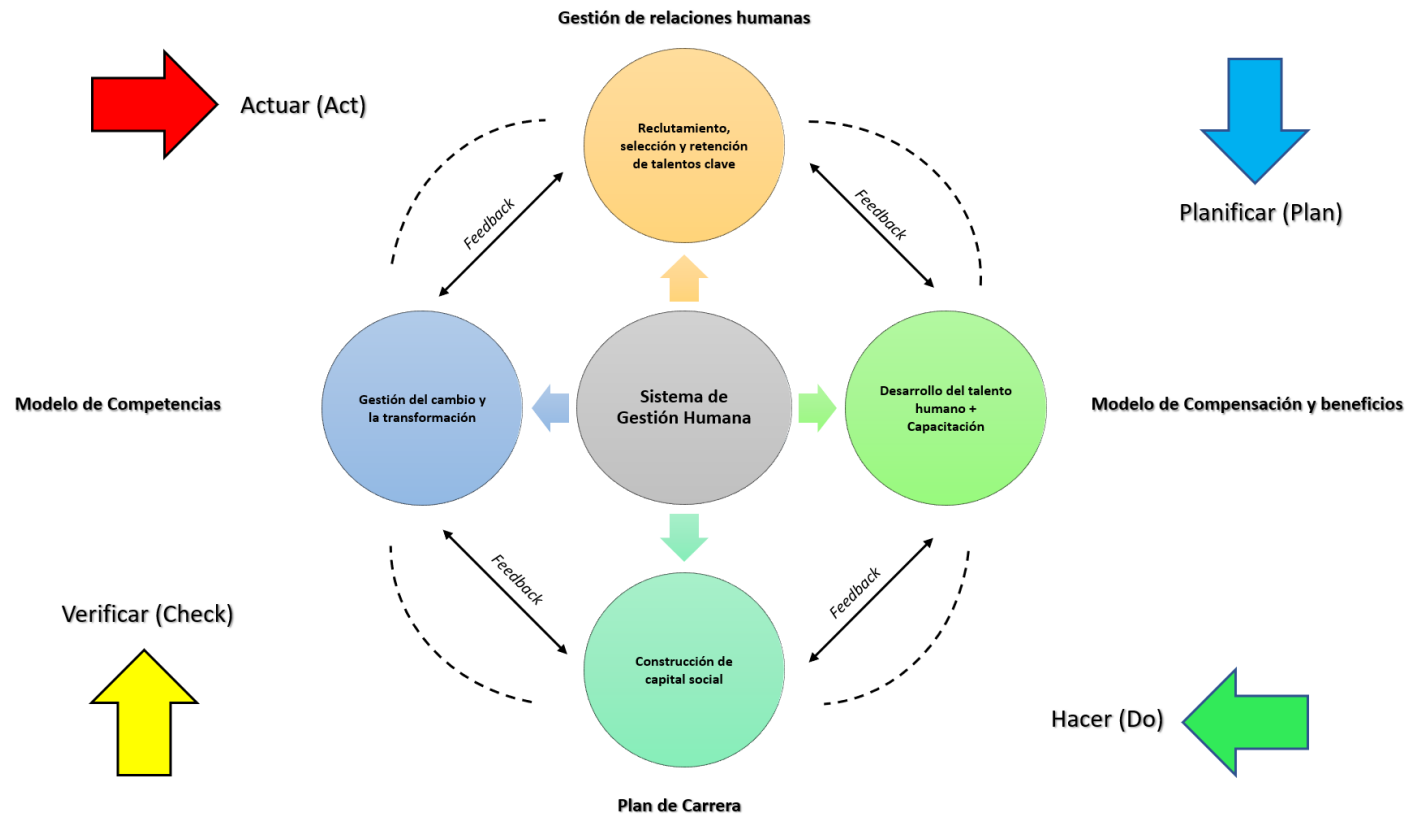 Gestión de relaciones humanas
Actuar (Act)
Reclutamiento,
selección y retención
de talentos clave
Feedback
Feedback
Planificar (Plan)
Modelo de Competencias
Gestión del cambio y
la transformación
Sistema de
Gestión Humana
Desarrollo del talento
humano +
Capacitación
Modelo de Compensación y beneficios
Feedback
Feedback
Verificar (Check)
Construcción de
capital social
Hacer (Do)
Plan de Carrera